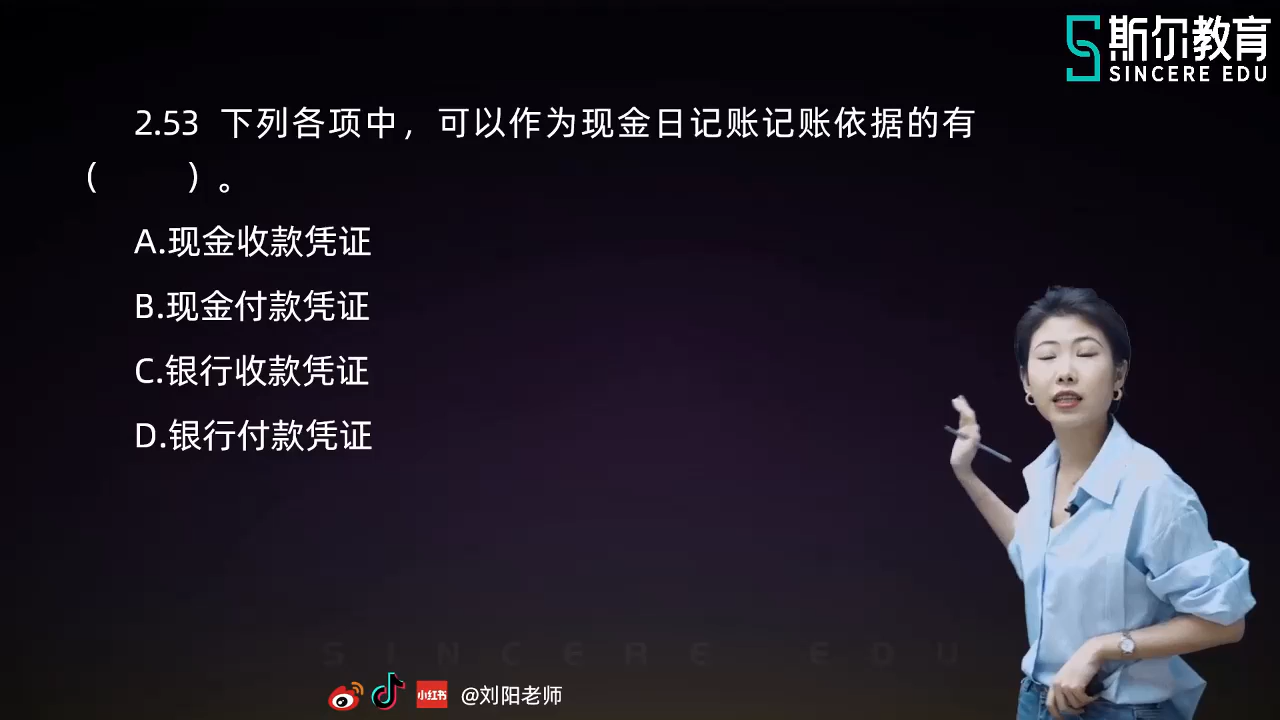 斯尔教育
SINCERE EDU
2.53 下列各项中，可以作为现金日记账记账依据的有
（　　）。
A.现金收款凭证
B.现金付款凭证
C.银行收款凭证
D.银行付款凭证
SINCERE EDU
小红书 @刘阳老师